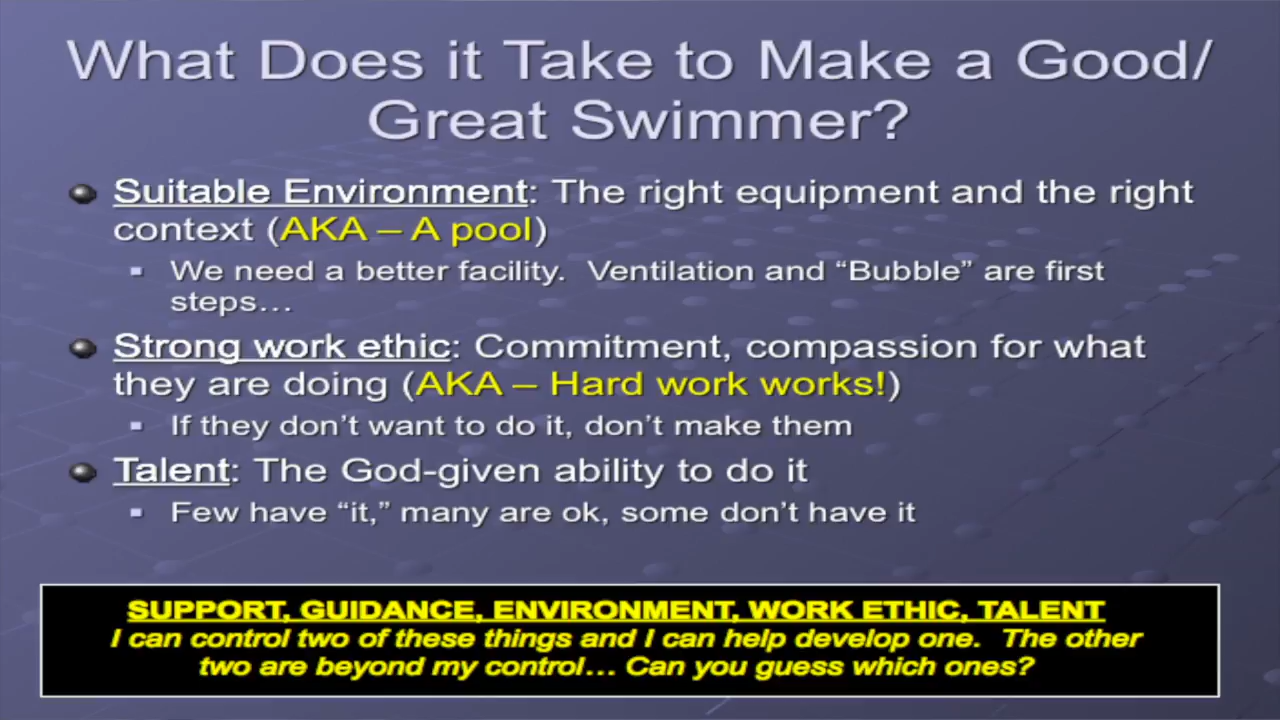 What Does it Take to Make a Good/
Great Swimmer?
Suitable Environment: The right equipment and the right
context (AKA – A pool)
We need a better facility.  Ventilation and “Bubble” are first
steps…
Strong work ethic: Commitment, compassion for what
they are doing (AKA – Hard work works!)
If they don’t want to do it, don’t make them
Talent: The God-given ability to do it
Few have “it,” many are ok, some don’t have it
SUPPORT, GUIDANCE, ENVIRONMENT, WORK ETHIC, TALENT
I can control two of these things and I can help develop one.  The other
two are beyond my control… Can you guess which ones?